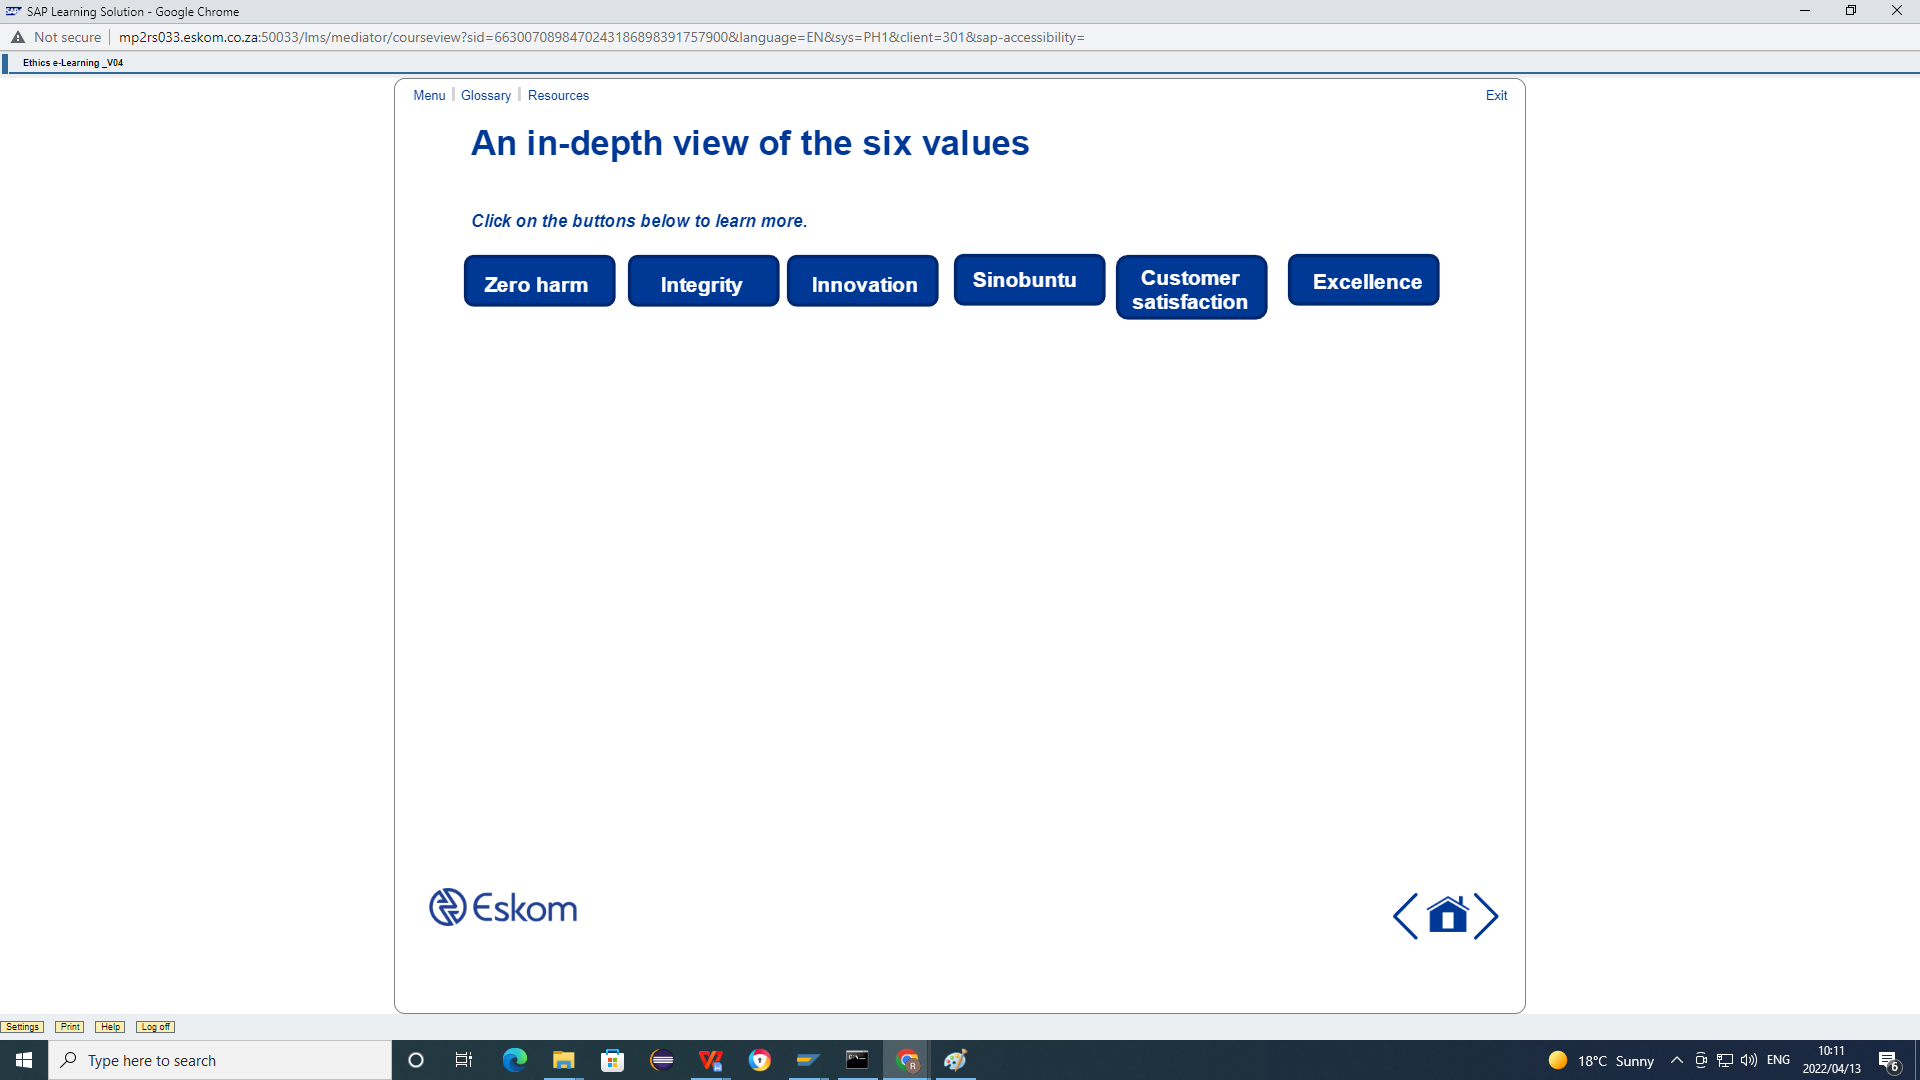 SAP Learning Solution - Google Chrome
Not secure mp2rs033.eskom.co.za:50033/lms/mediator/courseview?sid=6630070898470243186898391757900&language=EN&sys=PH1&client=301&sap-accessibility=
Ethics e-Learning _V04
Menu Glossary Resources Exit
An in-depth view of the six values
Click on the buttons below to learn more.
Zero harm Integrity Innovation Sinobuntu Customer satisfaction Excellence
Eskom
Settings Print Help Log off
Type here to search
18°C Sunny ENG
10:11
2022/04/13
6